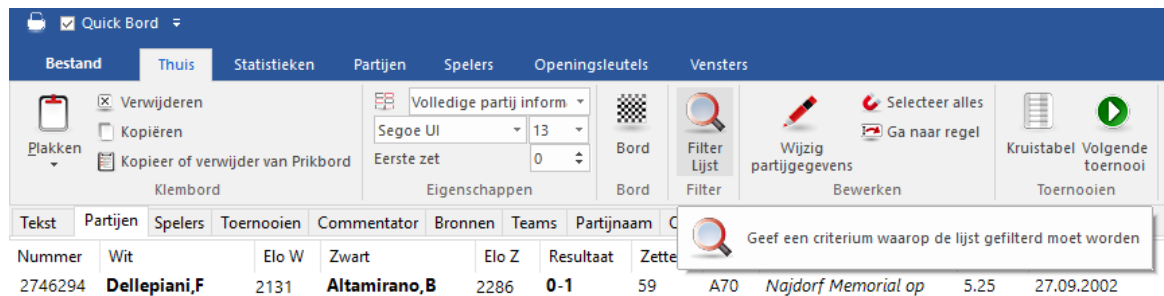 Quick Bord
Bestand Thuis Statistieken Partijen Spelers Openingsleutels Vensters
Plakken
Verwijderen
Kopiëren
Kopieer of verwijder van Prikbord
Klembord
Volledige partij inform
Segoe UI 13
Eerste zet 0
Eigenschappen
Bord
Bord
Filter
Lijst
Filter
Wijzig
partijgegevens
Selecteer alles
Ga naar regel
Bewerken
Kruistabel
Volgende
toernooi
Toernooien
Tekst Partijen Spelers Toernooien Commentator Bronnen Teams Partijnaam
Geef een criterium waarop de lijst gefilterd moet worden
Nummer Wit Elo W Zwart Elo Z Resultaat Zette
2746294 Dellepiani,F 2131 Altamirano,B 2286 0-1 59 A70 Najdorf Memorial op 5.25 27.09.2002